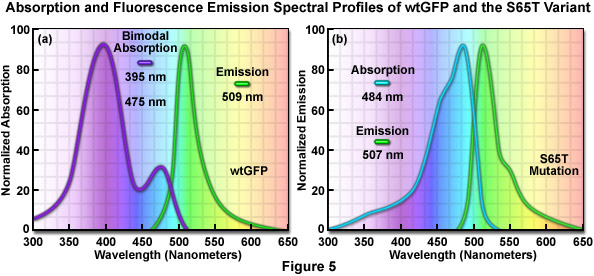 Absorption and Fluorescence Emission Spectral Profiles of wtGFP and the S65T Variant
(a)
Normalized Absorption
100
80
60
40
20
0
Bimodal
Absorption
395 nm
475 nm
Emission
509 nm
wtGFP
300 350 400 450 500 550 600 650
Wavelength (Nanometers)
(b)
Normalized Emission
100
80
60
40
20
0
Absorption
484 nm
Emission
507 nm
S65T
Mutation
300 350 400 450 500 550 600 650
Wavelength (Nanometers)
Figure 5